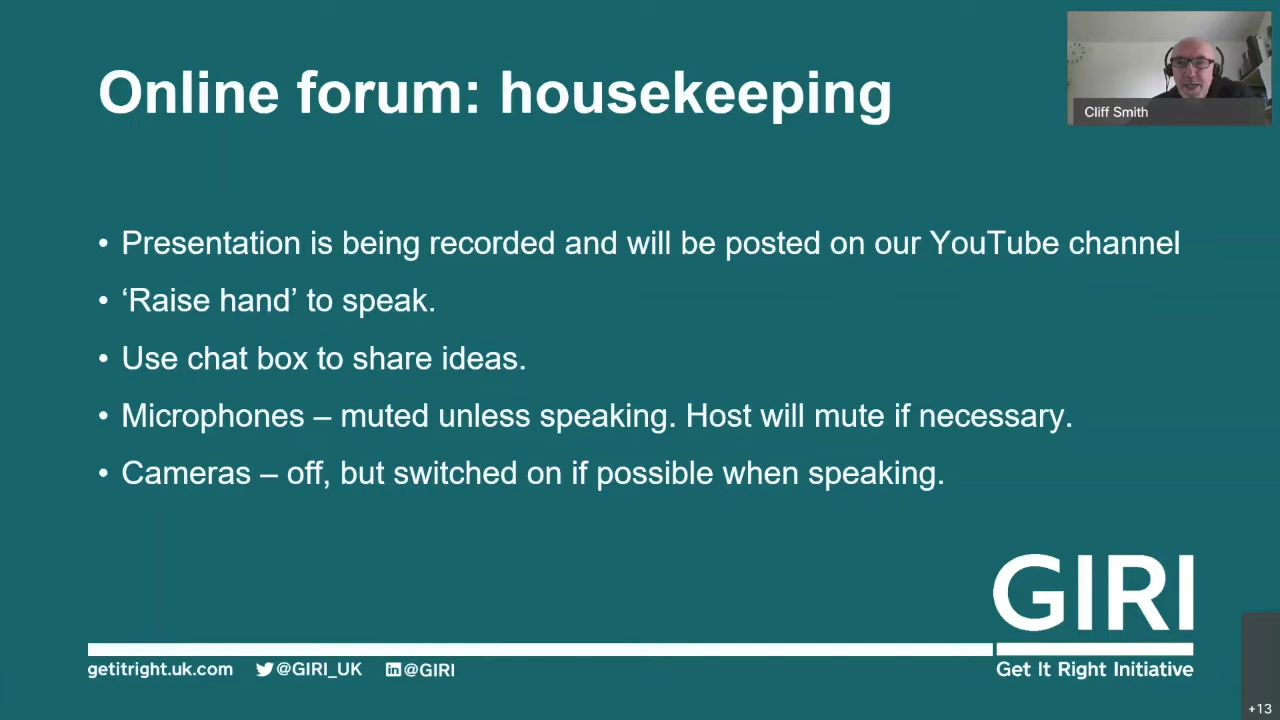 Online forum: housekeeping
Cliff Smith
• Presentation is being recorded and will be posted on our YouTube channel
• ‘Raise hand’ to speak.
• Use chat box to share ideas.
• Microphones – muted unless speaking. Host will mute if necessary.
• Cameras – off, but switched on if possible when speaking.
GIRI
getitright.uk.com @GIRI_UK in @GIRI
Get It Right Initiative
+13